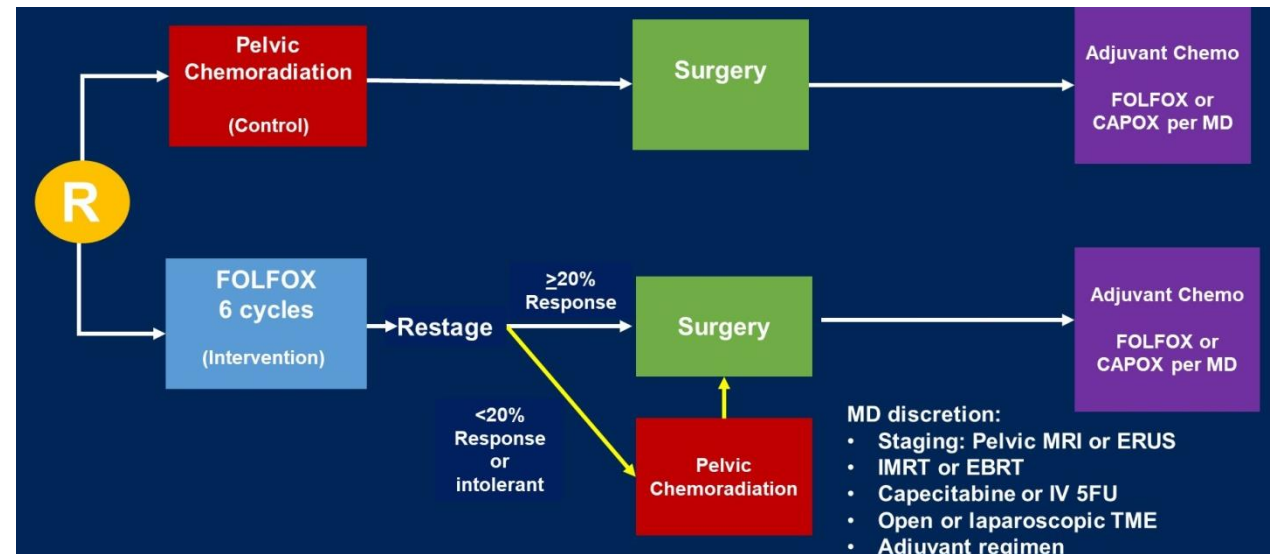 Pelvic
Chemoradiation
(Control)
Surgery
Adjuvant Chemo
FOLFOX or
CAPOX per MD
R
FOLFOX
6 cycles
(Intervention)
Restage
≥20%
Response
Surgery
Adjuvant Chemo
FOLFOX or
CAPOX per MD
<20%
Response
or
intolerant
Pelvic
Chemoradiation
MD discretion:
• Staging: Pelvic MRI or ERUS
• IMRT or EBRT
• Capecitabine or IV 5FU
• Open or laparoscopic TME
• Adjuvant regimen